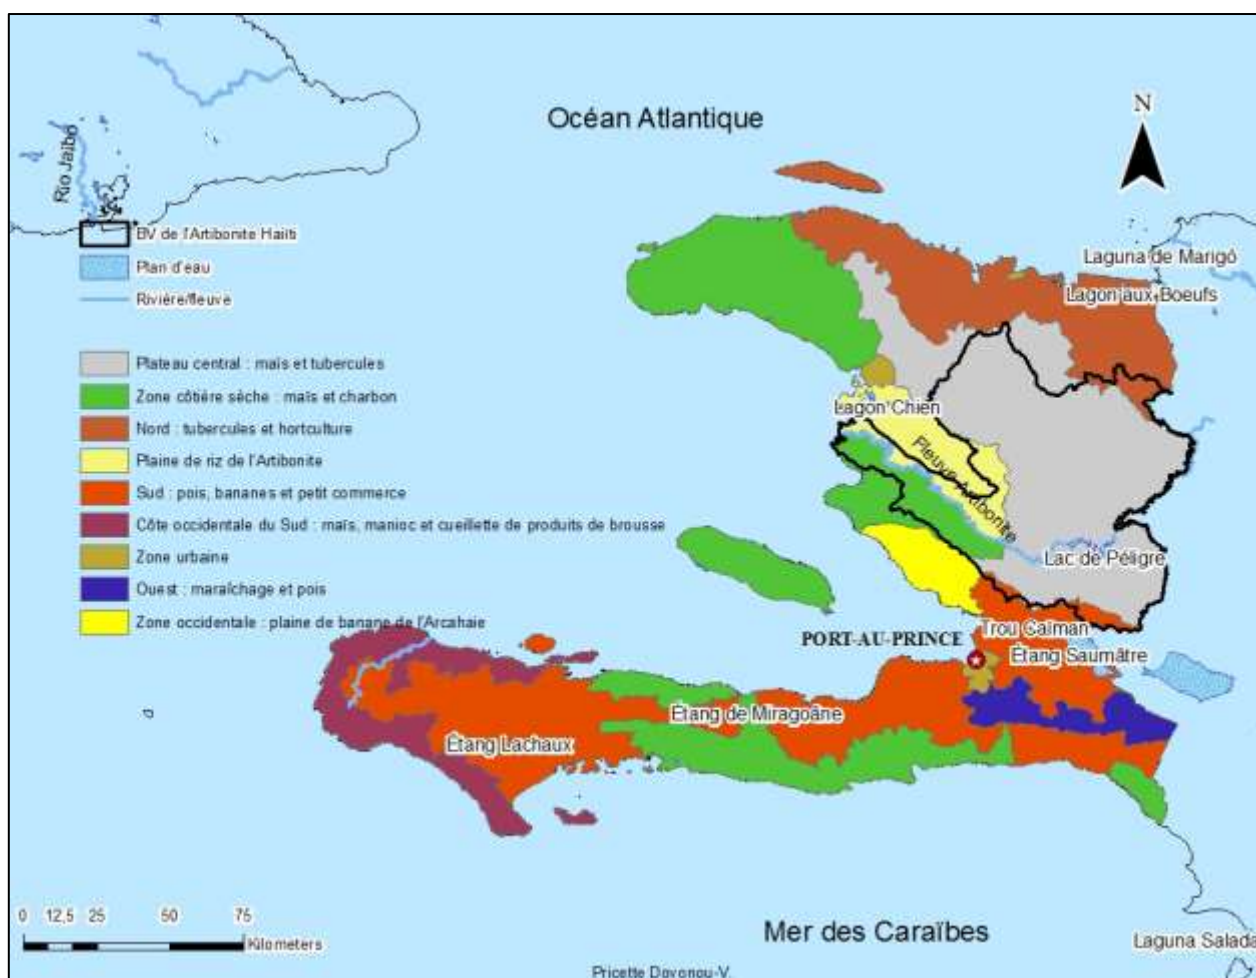 Océan Atlantique
N
Rio Jaibo
BV de l'Artibonite Haiti
Plan d'eau
Rivière/fleuve
Plateau central : maïs et tubercules
Zone côtière sèche : maïs et charbon
Nord : tubercules et hortculture
Plaine de riz de l'Artibonite
Sud : pois, bananes et petit commerce
Côte occidentale du Sud : maïs, manioc et cueillette de produits de brousse
Zone urbaine
Ouest : maraîchage et pois
Zone occidentale : plaine de banane de l'Arcahaie
Laguna de Marigó
Lagon aux Boeufs
Lagon Chien
Fleuve Artibonite
Lac de Péligre
PORT-AU-PRINCE
Trou Caïman
Étang Saumâtre
Étang de Miragoâne
Étang Lachaux
0 12,5 25 50 75
Kilometers
Mer des Caraïbes
Laguna Salada
Pricette Dovonou-V.